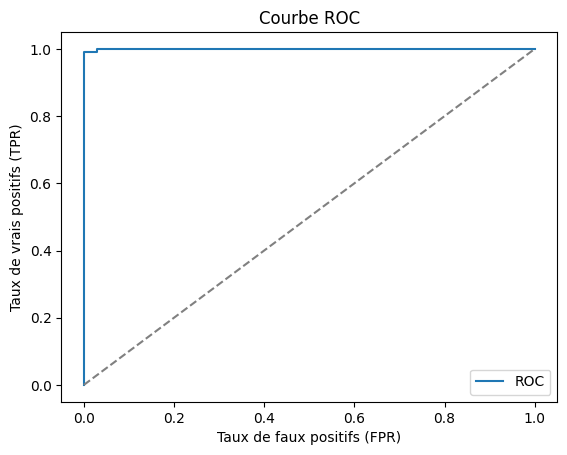 Courbe ROC
Taux de vrais positifs (TPR)
1.0
0.8
0.6
0.4
0.2
0.0
0.0 0.2 0.4 0.6 0.8 1.0
Taux de faux positifs (FPR)
ROC